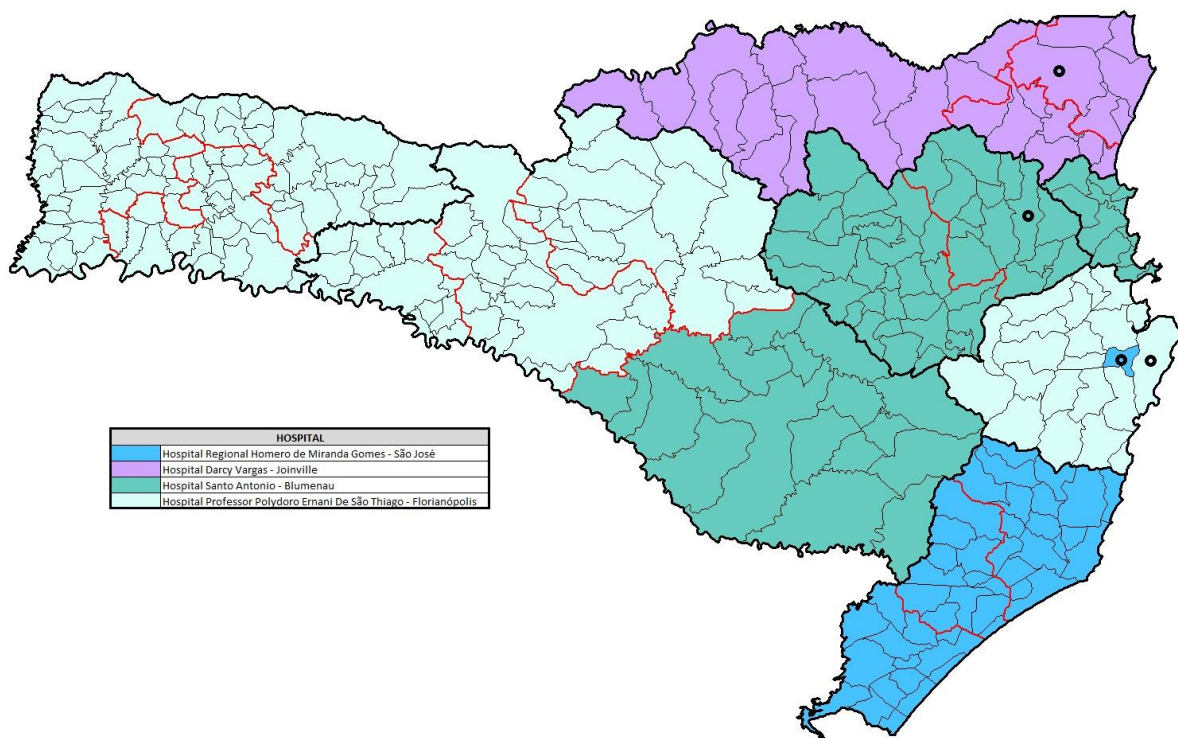 HOSPITAL
Hospital Regional Homero de Miranda Gomes - São José
Hospital Darcy Vargas - Joinville
Hospital Santo Antonio - Blumenau
Hospital Professor Polydoro Ernani De São Thiago - Florianópolis